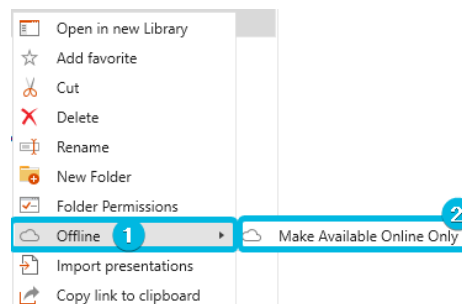 Open in new Library
Add favorite
Cut
Delete
Rename
New Folder
Folder Permissions
Offline 1
2
Make Available Online Only
Import presentations
Copy link to clipboard